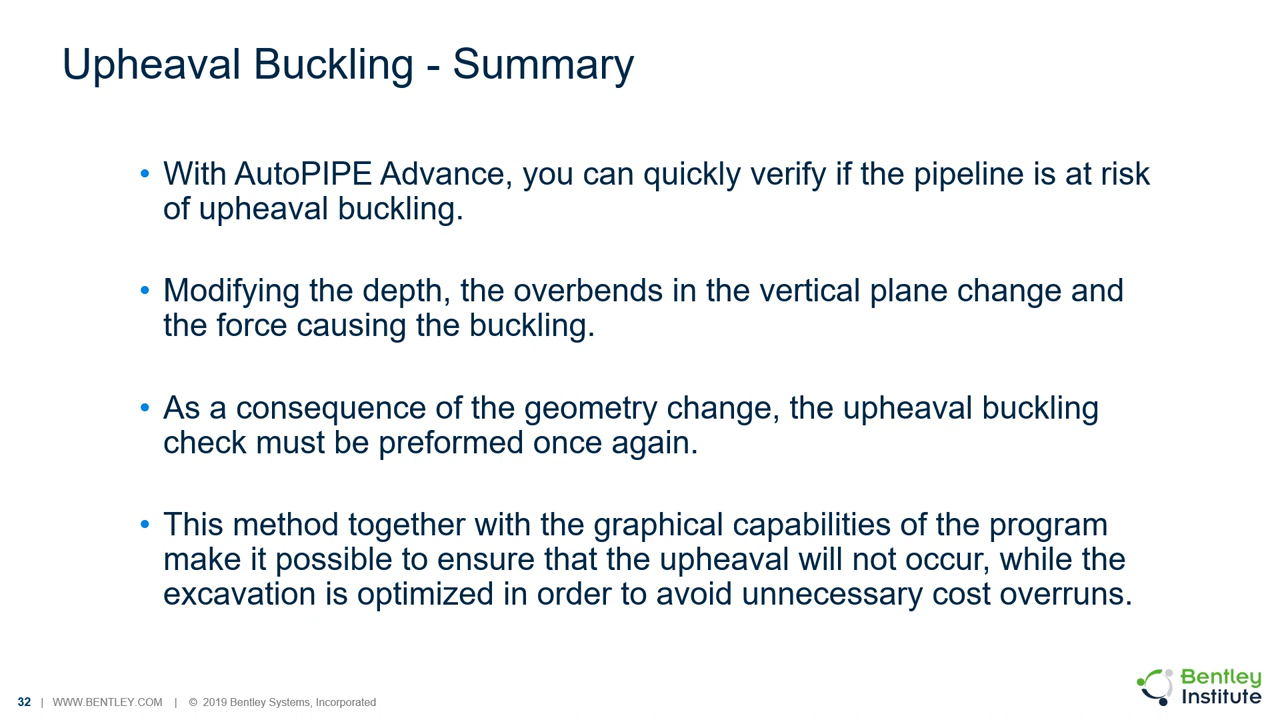 Upheaval Buckling - Summary
• With AutoPIPE Advance, you can quickly verify if the pipeline is at risk
of upheaval buckling.
• Modifying the depth, the overbends in the vertical plane change and
the force causing the buckling.
• As a consequence of the geometry change, the upheaval buckling
check must be preformed once again.
• This method together with the graphical capabilities of the program
make it possible to ensure that the upheaval will not occur, while the
excavation is optimized in order to avoid unnecessary cost overruns.
32 | WWW.BENTLEY.COM | © 2019 Bentley Systems, Incorporated
Bentley
Institute